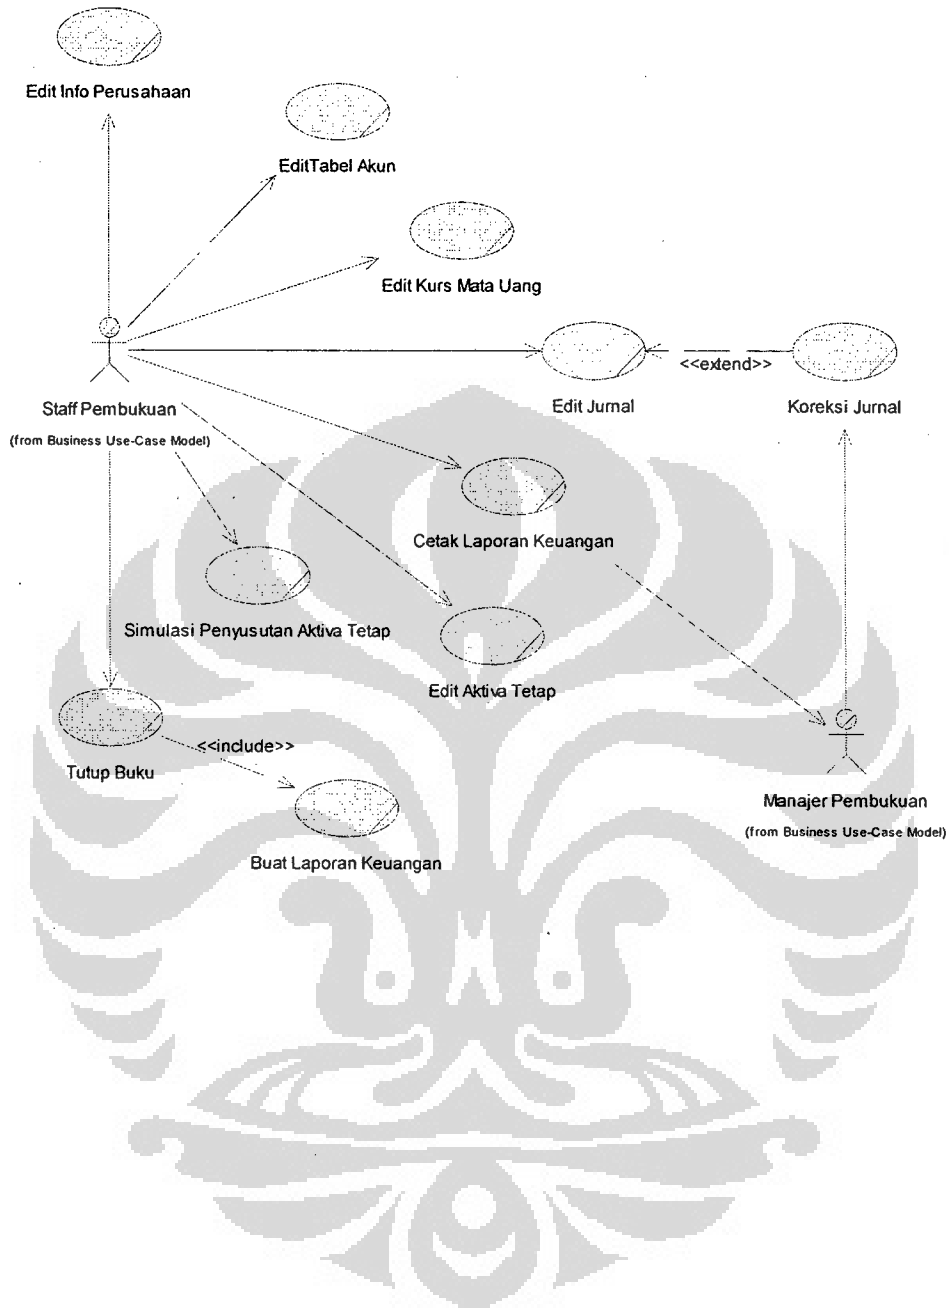 Edit Info Perusahaan
EditTabel Akun
Edit Kurs Mata Uang
<<extend>>
Edit Jurnal
Koreksi Jurnal
Staff Pembukuan
(from Business Use-Case Model)
Cetak Laporan Keuangan
Simulasi Penyusutan Aktiva Tetap
Edit Aktiva Tetap
<<include>>
Tutup Buku
Manajer Pembukuan
(from Business Use-Case Model)
Buat Laporan Keuangan